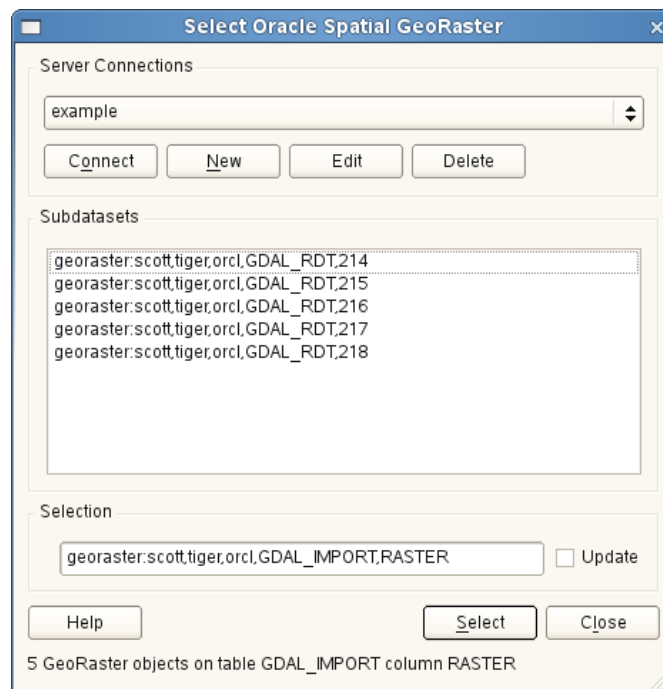 Select Oracle Spatial GeoRaster
Server Connections
example
Connect New Edit Delete
Subdatasets
georaster:scott,tiger,orcl,GDAL_RDT,214
georaster:scott,tiger,orcl,GDAL_RDT,215
georaster:scott,tiger,orcl,GDAL_RDT,216
georaster:scott,tiger,orcl,GDAL_RDT,217
georaster:scott,tiger,orcl,GDAL_RDT,218
Selection
georaster:scott,tiger,orcl,GDAL_IMPORT,RASTER Update
Help Select Close
5 GeoRaster objects on table GDAL_IMPORT column RASTER